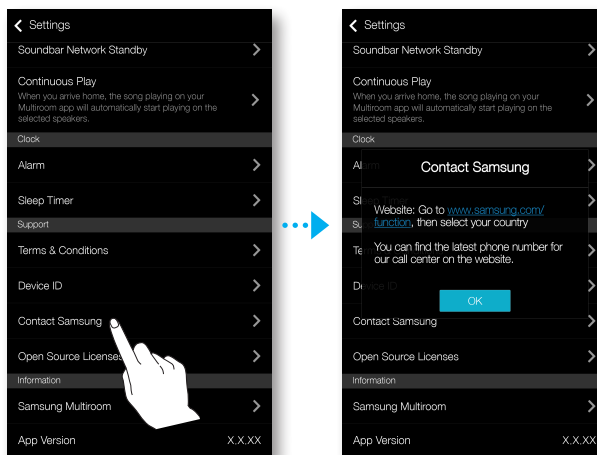 Settings
Soundbar Network Standby
Continuous Play
When you arrive home, the song playing on your
Multiroom app will automatically start playing on the
selected speakers.
Clock
Alarm
Sleep Timer
Support
Terms & Conditions
Device ID
Contact Samsung
Open Source Licenses
Information
Samsung Multiroom
App Version X.X.XX
Settings
Soundbar Network Standby
Continuous Play
When you arrive home, the song playing on your
Multiroom app will automatically start playing on the
selected speakers.
Clock
Contact Samsung
Website: Go to www.samsung.com/
function, then select your country
You can find the latest phone number for
our call center on the website.
Device ID
OK
Contact Samsung
Open Source Licenses
Information
Samsung Multiroom
App Version X.X.XX